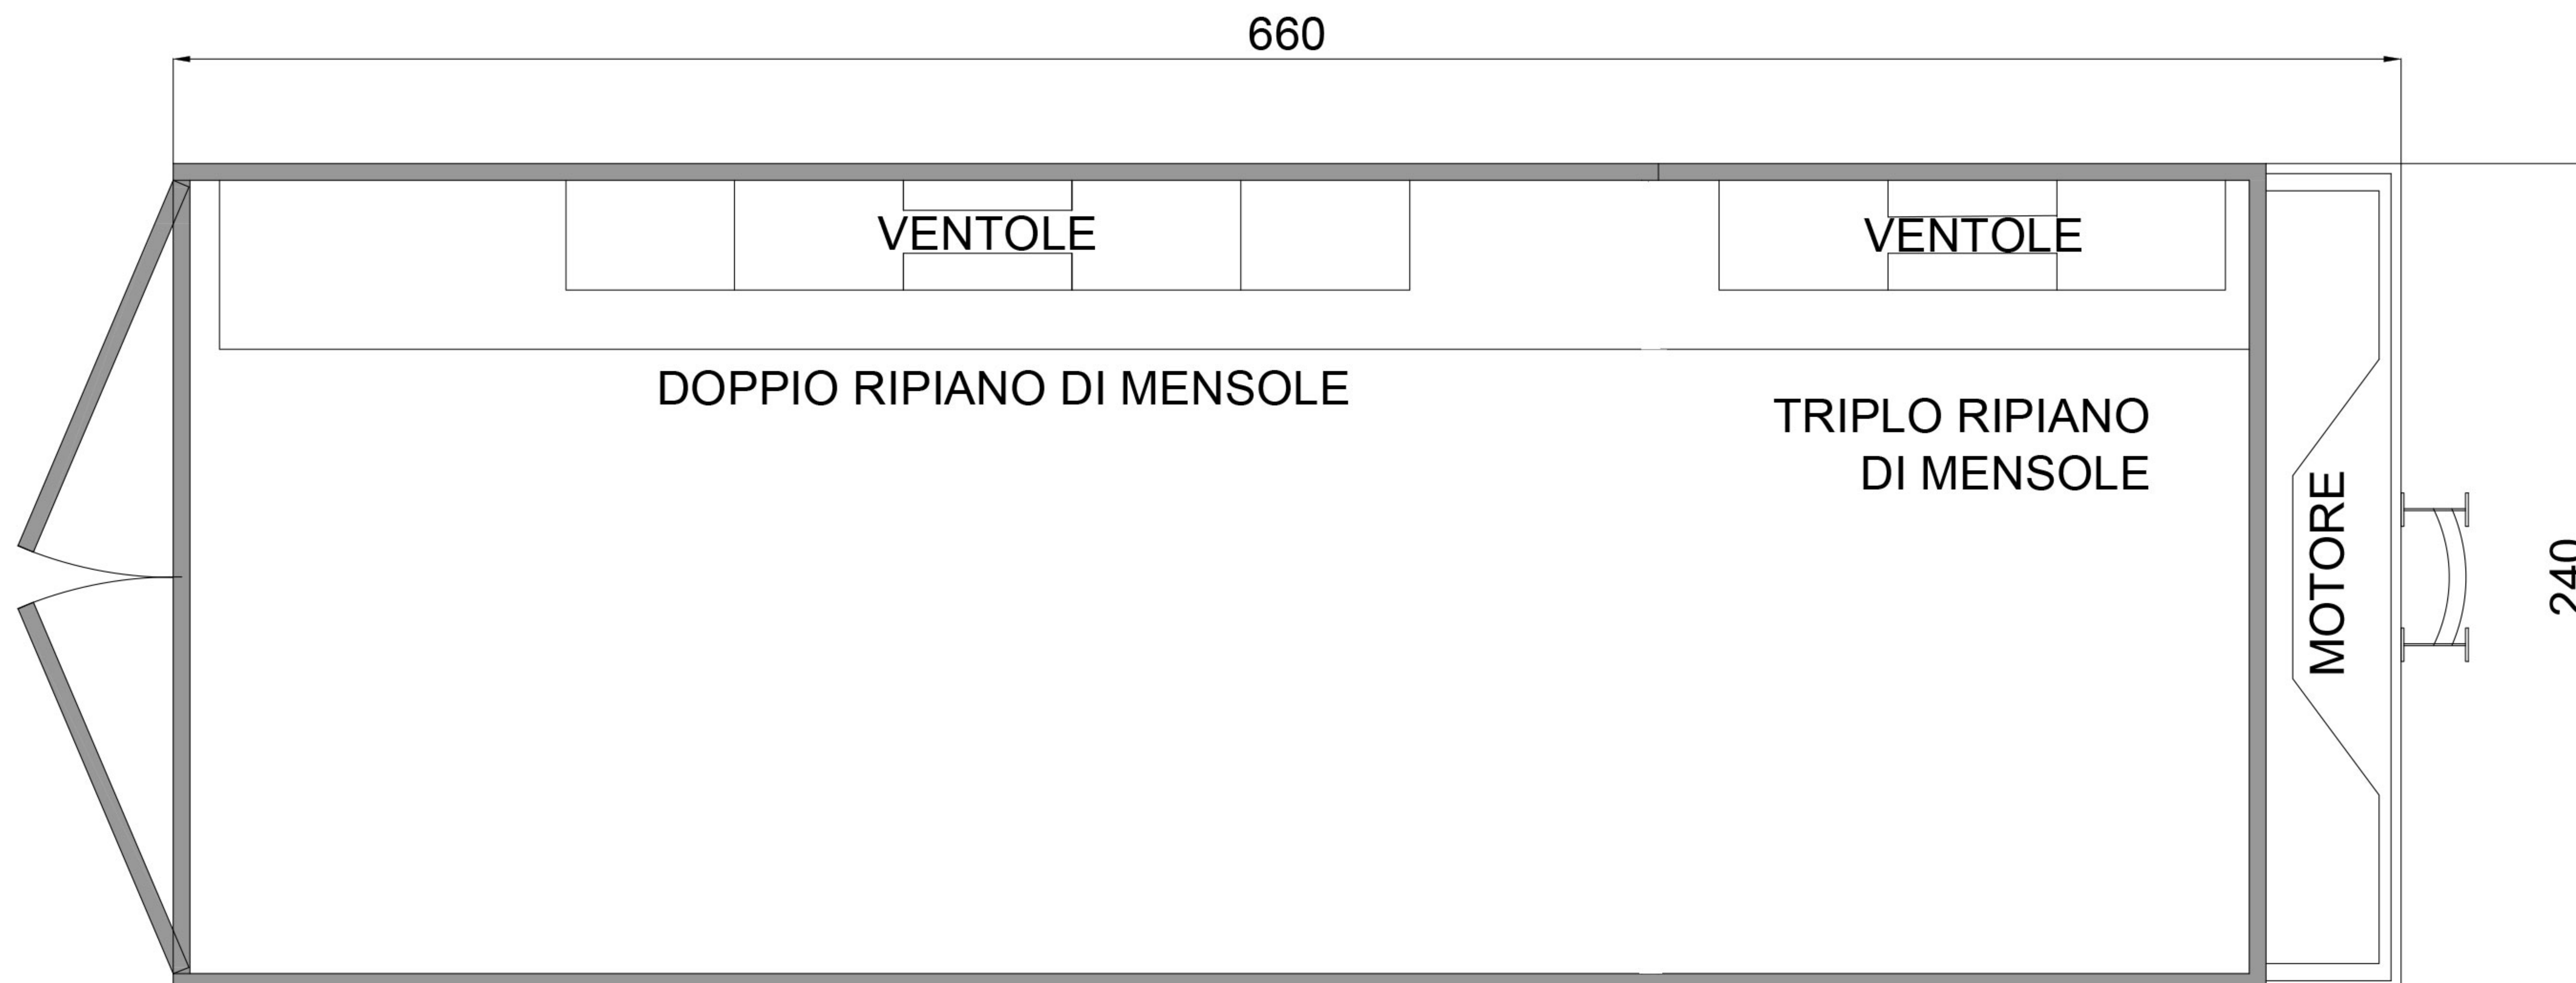 660
VENTOLE
VENTOLE
DOPPIO RIPIANO DI MENSOLE
TRIPLO RIPIANO
DI MENSOLE
MOTORE
240